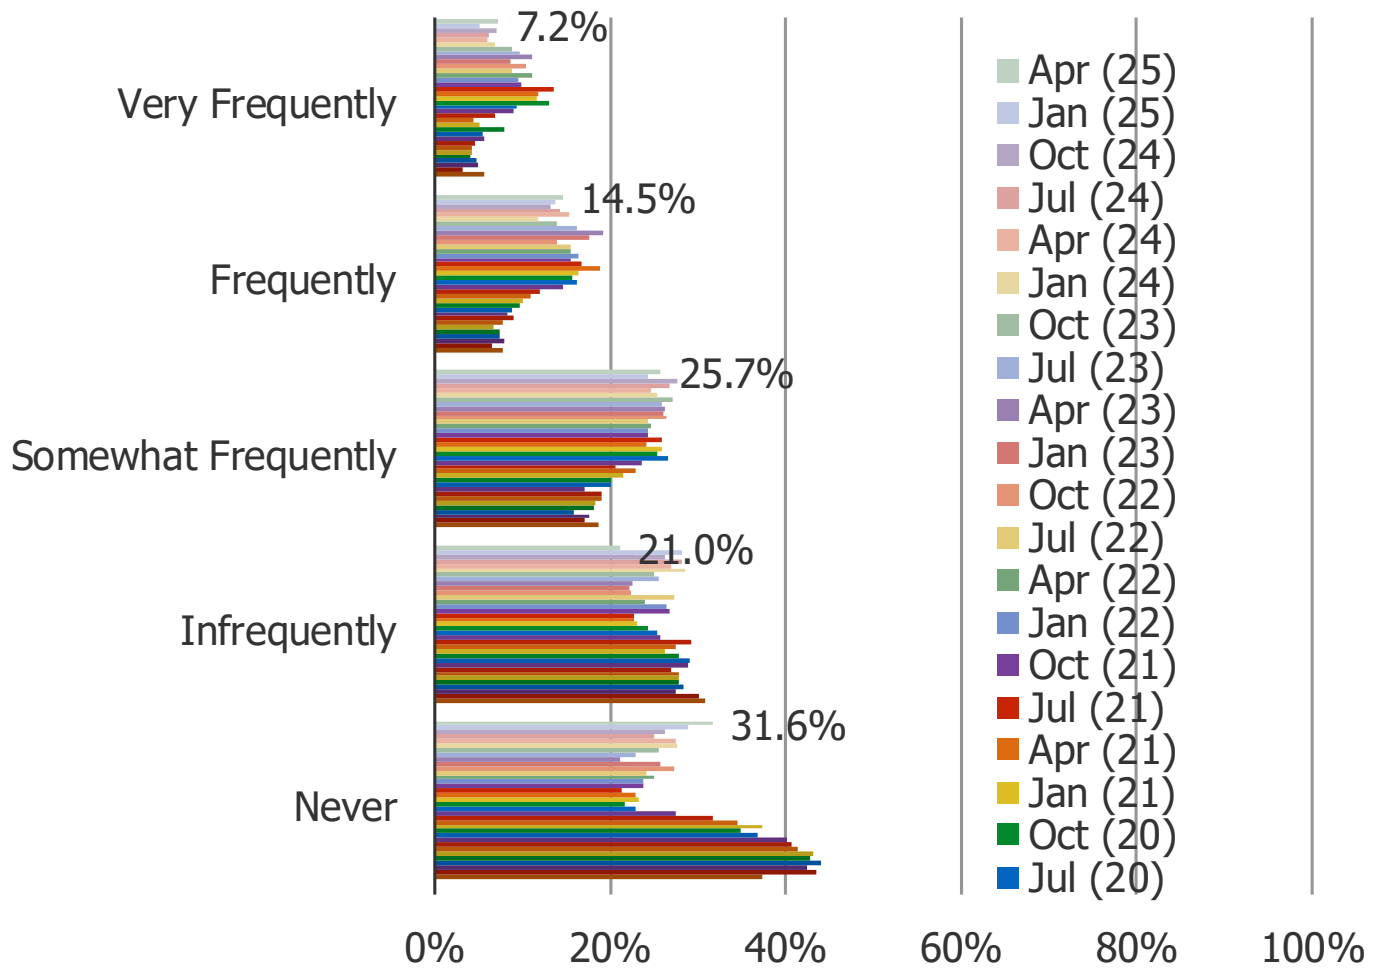 7.2%
Very Frequently
14.5%
Frequently
25.7%
Somewhat Frequently
21.0%
Infrequently
31.6%
Never
Apr (25)
Jan (25)
Oct (24)
Jul (24)
Apr (24)
Jan (24)
Oct (23)
Jul (23)
Apr (23)
Jan (23)
Oct (22)
Jul (22)
Apr (22)
Jan (22)
Oct (21)
Jul (21)
Apr (21)
Jan (21)
Oct (20)
Jul (20)
0% 20% 40% 60% 80% 100%